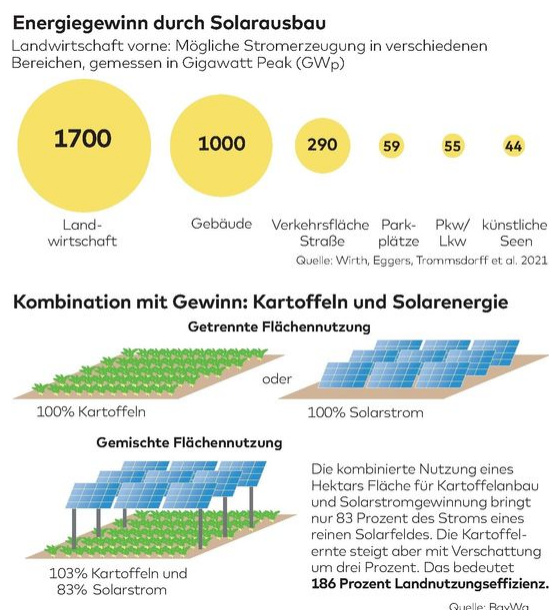 Energiegewinn durch Solarausbau
Landwirtschaft vorne: Mögliche Stromerzeugung in verschiedenen
Bereichen, gemessen in Gigawatt Peak (GWp)
1700
1000
290
59
55
44
Land-
wirtschaft
Gebäude
Verkehrsfläche
Straße
Park-
plätze
Pkw/
Lkw
künstliche
Seen
Quelle: Wirth, Eggers, Trommsdorff et al. 2021
Kombination mit Gewinn: Kartoffeln und Solarenergie
Getrennte Flächennutzung
oder
100% Kartoffeln
100% Solarstrom
Gemischte Flächennutzung
103% Kartoffeln und
83% Solarstrom
Die kombinierte Nutzung eines
Hektars Fläche für Kartoffelanbau
und Solarstromgewinnung bringt
nur 83 Prozent des Stroms eines
reinen Solarfeldes. Die Kartoffel-
ernte steigt aber mit Verschattung
um drei Prozent. Das bedeutet
186 Prozent Landnutzungseffizienz.
Quelle: BayWa